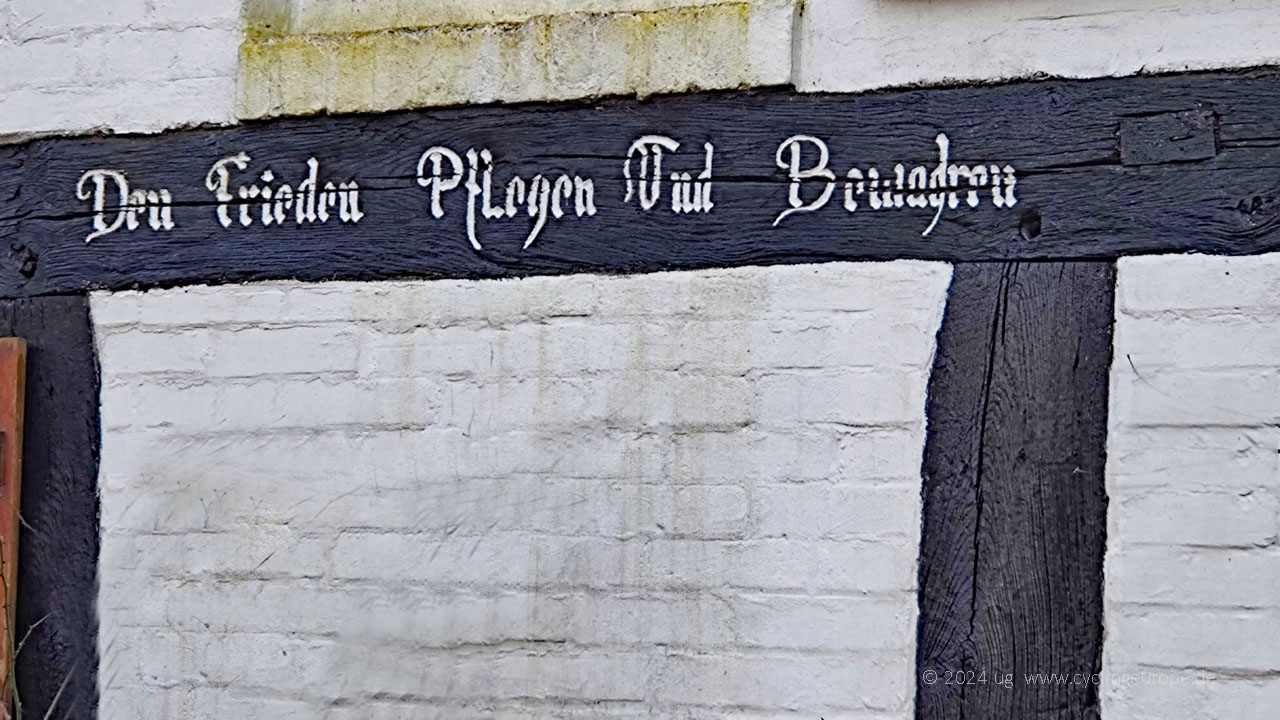 Den Frieden Pflegen Und Bewahren
© 2024 ug www.cyclingeurope.de